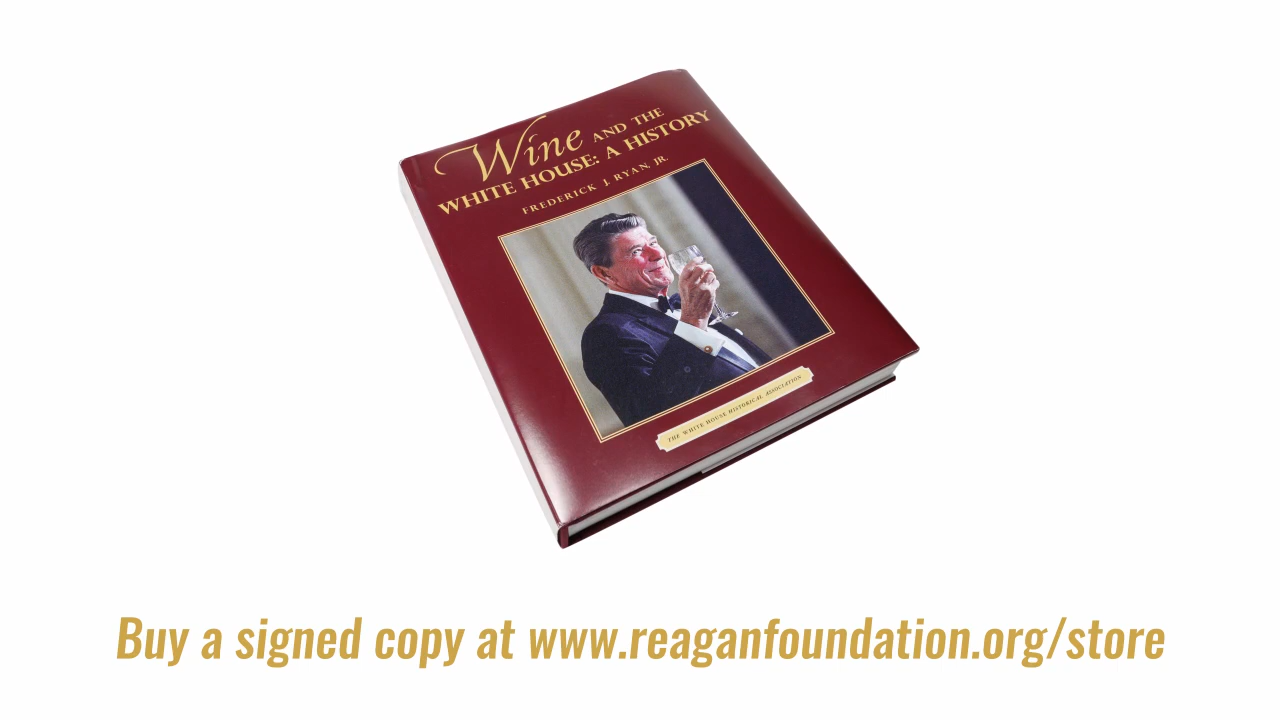 Wine AND THE
WHITE HOUSE: A HISTORY
FREDERICK J. RYAN, JR.
THE WHITE HOUSE HISTORICAL ASSOCIATION
Buy a signed copy at www.reaganfoundation.org/store